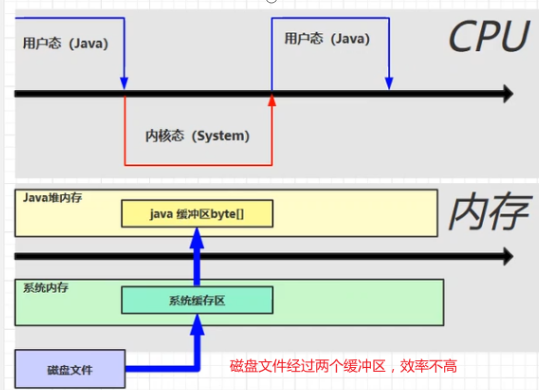 CPU
用户态（Java）
用户态（Java）
内核态（System）
内存
Java堆内存
java 缓冲区byte[]
系统内存
系统缓存区
磁盘文件
磁盘文件经过两个缓冲区，效率不高